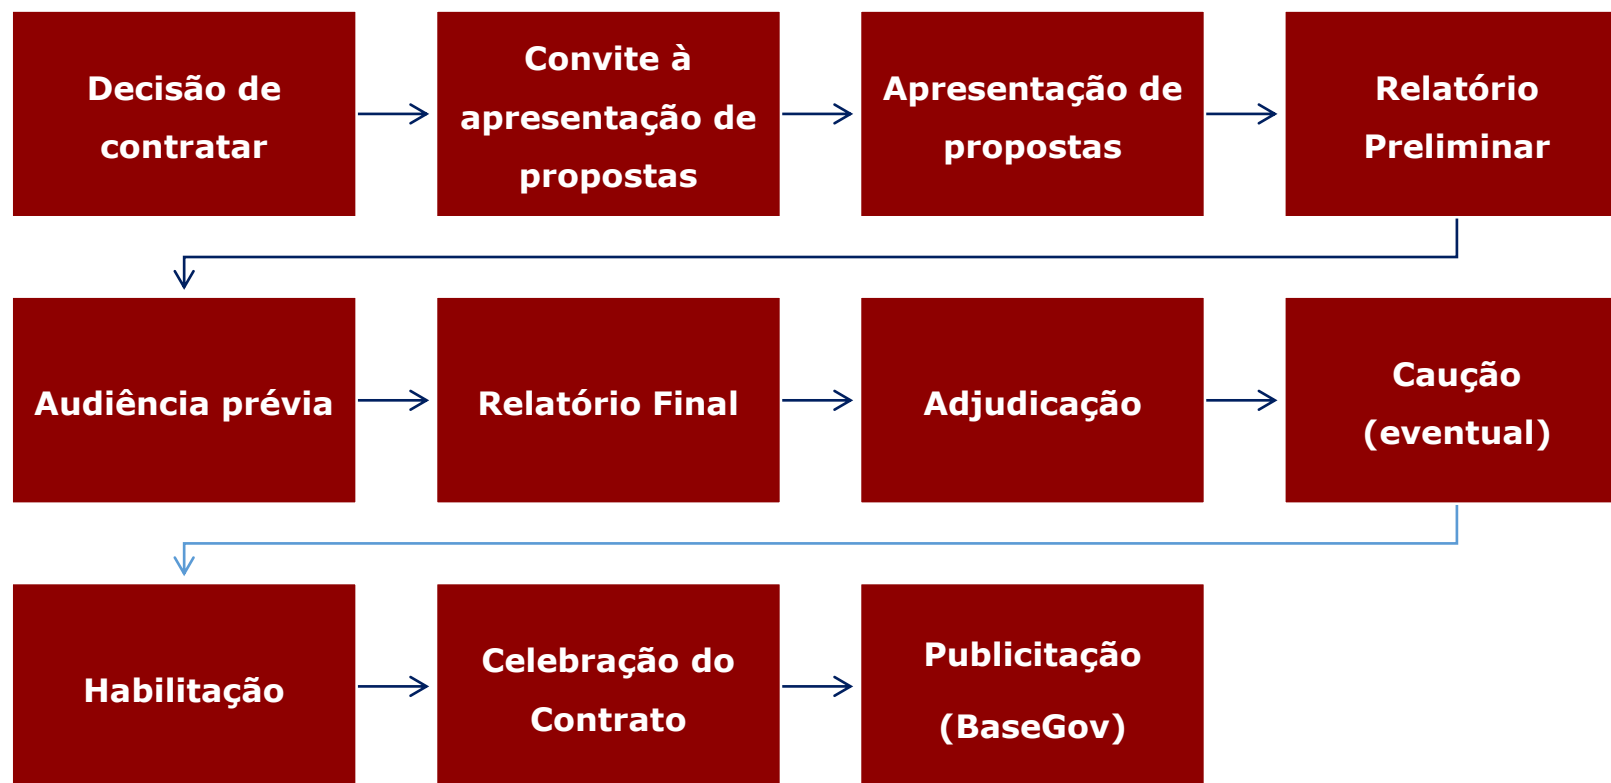 Decisão de
contratar
Convite à
apresentação de
propostas
Apresentação de
propostas
Relatório
Preliminar
Audiência prévia
Relatório Final
Adjudicação
Caução
(eventual)
Habilitação
Celebração do
Contrato
Publicitação
(BaseGov)